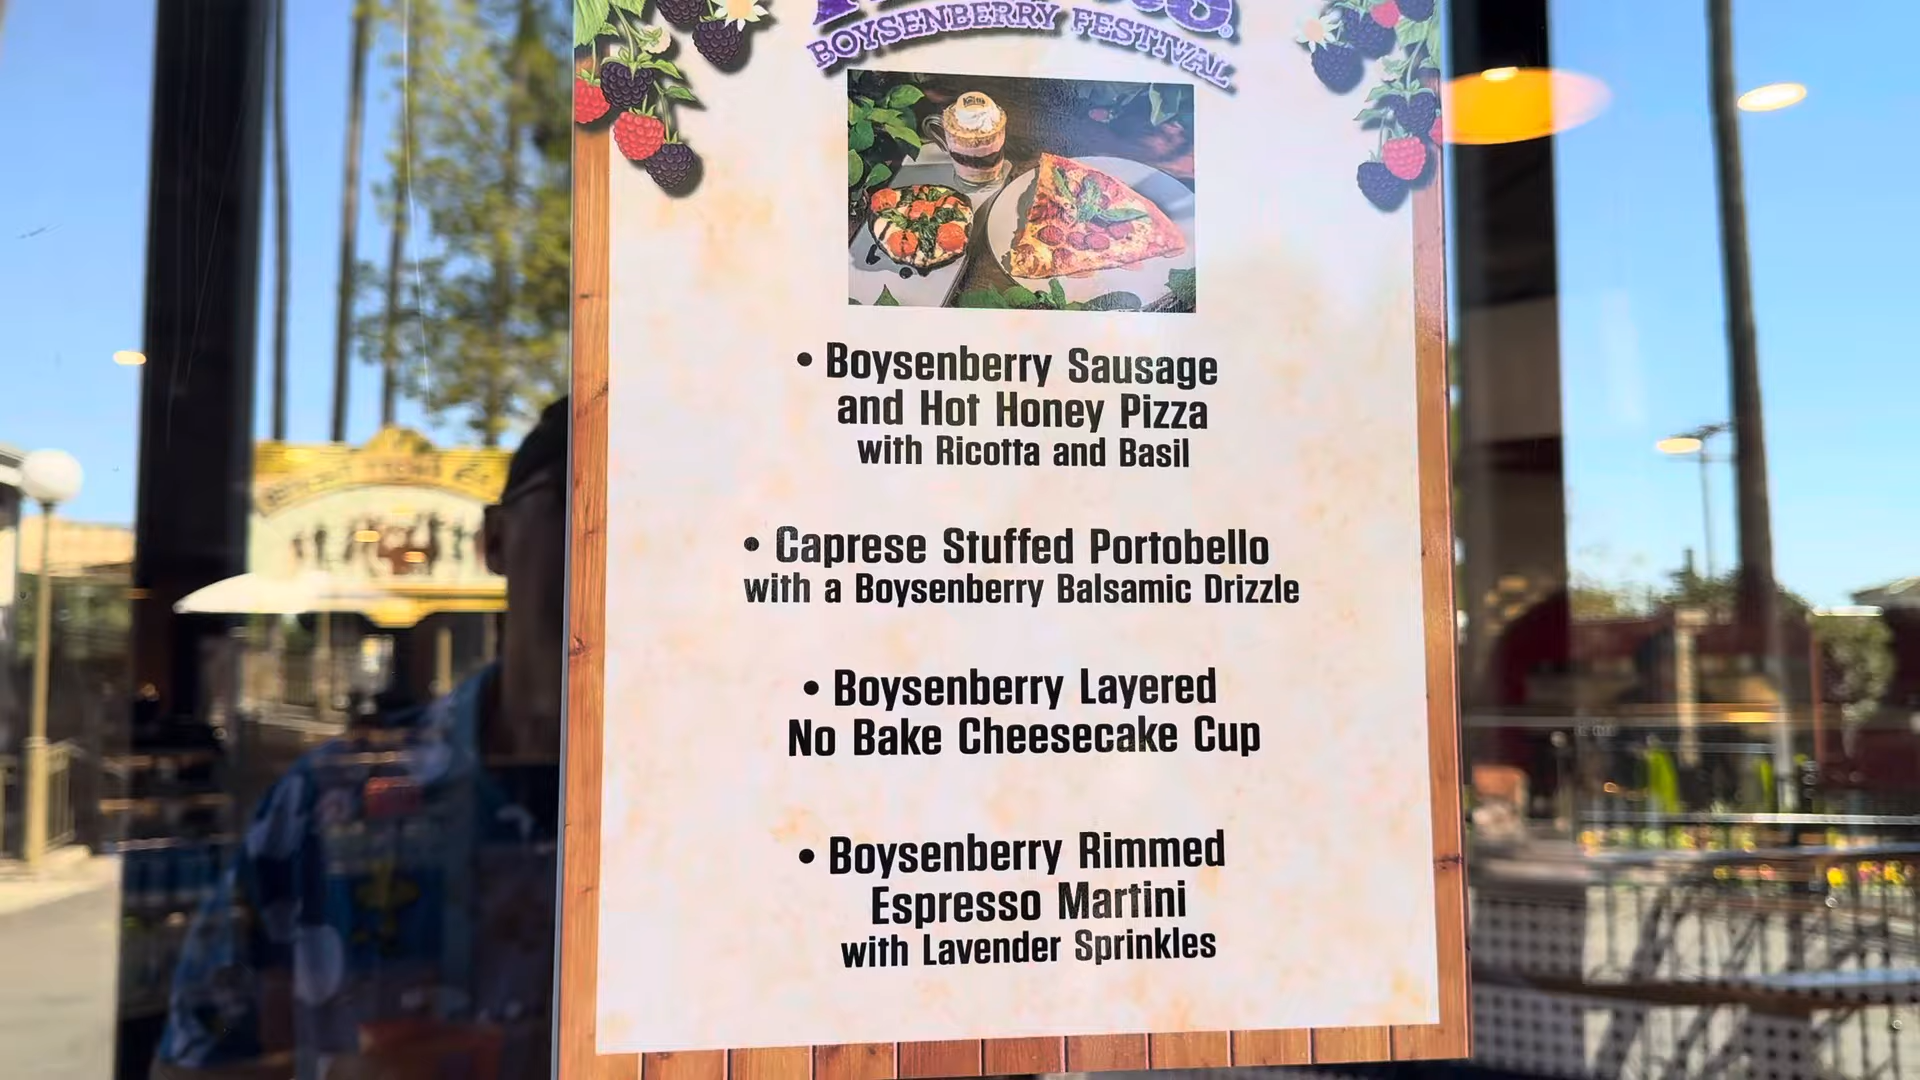 BOYSENBERRY FESTIVAL
• Boysenberry Sausage
and Hot Honey Pizza
with Ricotta and Basil
• Caprese Stuffed Portobello
with a Boysenberry Balsamic Drizzle
• Boysenberry Layered
No Bake Cheesecake Cup
• Boysenberry Rimmed
Espresso Martini
with Lavender Sprinkles